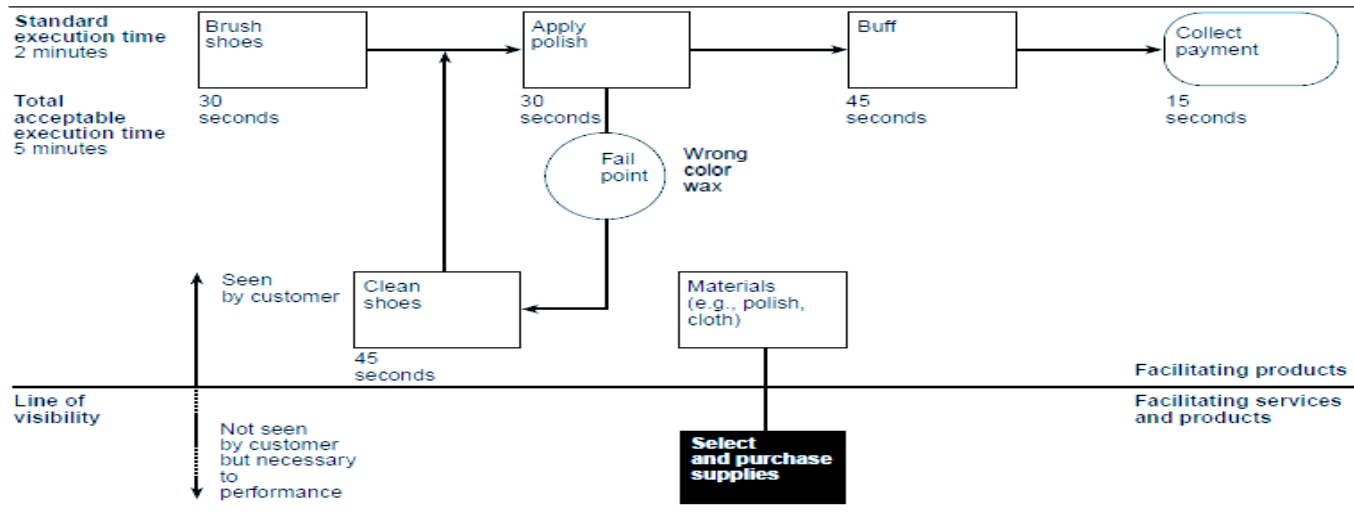 Standard
execution time
2 minutes
Brush
shoes
Apply
polish
Buff
Collect
payment
Total
acceptable
execution time
5 minutes
30
seconds
30
seconds
45
seconds
15
seconds
Fail
point
Wrong
color
wax
Seen
by customer
Clean
shoes
Materials
(e.g., polish,
cloth)
45
seconds
Facilitating products
Line of
visibility
Facilitating services
and products
Not seen
by customer
but necessary
to
performance
Select
and purchase
supplies